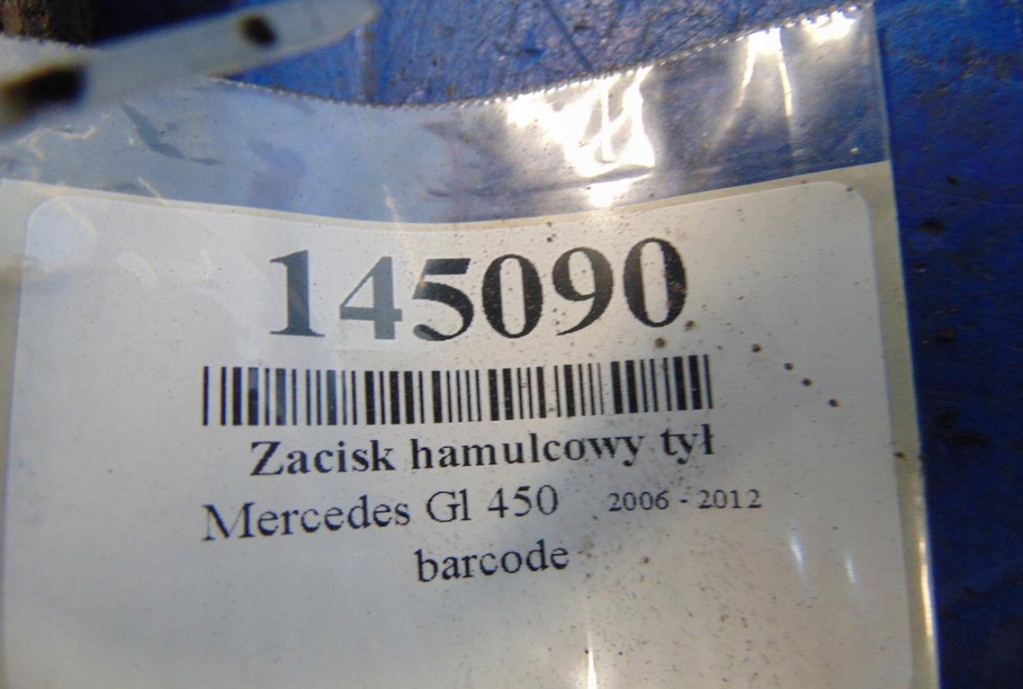 145090
Zacisk hamulcowy tył
Mercedes Gl 450 2006 - 2012
barcode